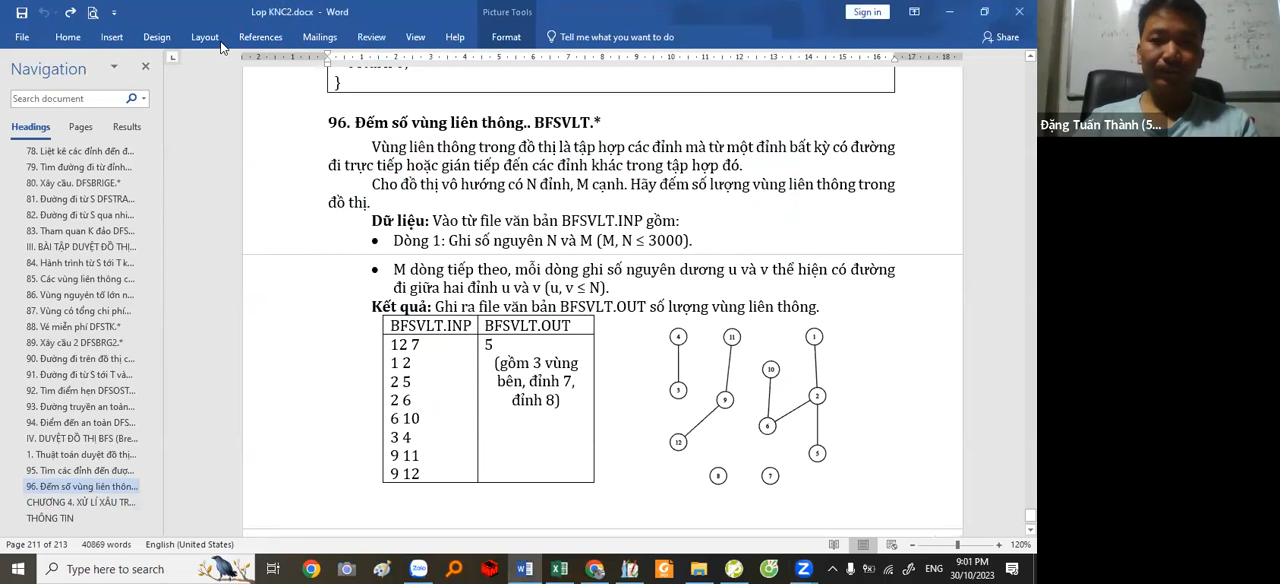 Lop KNC2.docx - Word
Picture Tools
Sign in
File
Home
Insert
Design
Layout
References
Mailings
Review
View
Help
Format
Tell me what you want to do
Share
Navigation
Search document
Headings
Pages
Results
78. Liệt kê các đỉnh đến đ...
79. Tìm đường đi từ đỉnh...
80. Xây cầu. DFSBRIGE.*
81. Đường đi từ S DFSTRA...
82. Đường đi từ S qua nhi...
83. Tham quan K đảo DFS...
III. BÀI TẬP DUYỆT ĐỒ THỊ...
84. Hành trình từ S tới T k...
85. Các vùng liên thông c...
86. Vùng nguyên tố lớn n...
87. Vùng có tổng chi phí...
88. Vé miễn phí DFSTK.*
89. Xây cầu 2 DFSBRG2.*
90. Đường đi trên đồ thị c...
91. Đường đi từ S tới T và...
92. Tìm điểm hẹn DFSOST...
93. Đường truyền an toàn...
94. Điểm đến an toàn DFS...
IV. DUYỆT ĐỒ THỊ BFS (Bre...
1. Thuật toán duyệt đồ thị...
95. Tìm các đỉnh đến đượ...
96. Đếm số vùng liên thôn...
CHƯƠNG 4. XỬ LÍ XÂU TR...
THÔNG TIN
}
96. Đếm số vùng liên thông.. BFSVLT.*
Vùng liên thông trong đồ thị là tập hợp các đỉnh mà từ một đỉnh bất kỳ có đường
đi trực tiếp hoặc gián tiếp đến các đỉnh khác trong tập hợp đó.
Cho đồ thị vô hướng có N đỉnh, M cạnh. Hãy đếm số lượng vùng liên thông trong
đồ thị.
Dữ liệu: Vào từ file văn bản BFSVLT.INP gồm:
• Dòng 1: Ghi số nguyên N và M (M, N ≤ 3000).
• M dòng tiếp theo, mỗi dòng ghi số nguyên dương u và v thể hiện có đường
đi giữa hai đỉnh u và v (u, v ≤ N).
Kết quả: Ghi ra file văn bản BFSVLT.OUT số lượng vùng liên thông.
BFSVLT.INP BFSVLT.OUT
12 7 5
1 2 (gồm 3 vùng
2 5 bên, đỉnh 7,
2 6 đỉnh 8)
6 10
3 4
9 11
9 12
4 11 1
10
3 9 2
6
12 5
8 7
Đặng Tuấn Thành (5...
Page 211 of 213
40869 words
English (United States)
120%
Type here to search
ENG
9:01 PM
30/10/2023